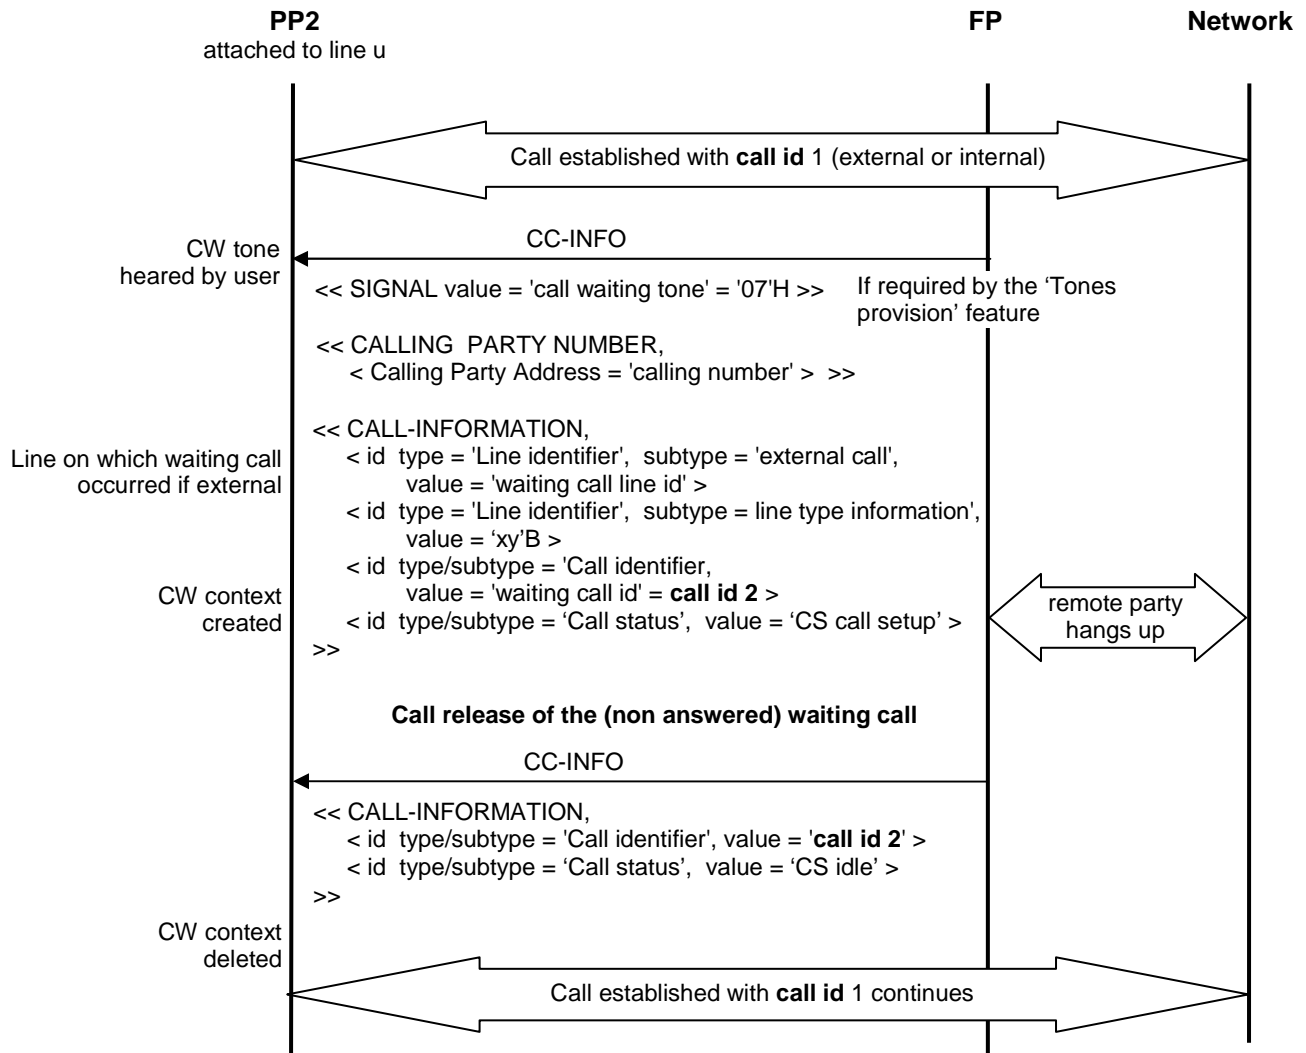 PP2
attached to line u
FP
Network
Call established with call id 1 (external or internal)
CC-INFO
CW tone
heared by user
<< SIGNAL value = 'call waiting tone' = '07'H >>
If required by the ‘Tones
provision’ feature
<< CALLING PARTY NUMBER,
< Calling Party Address = 'calling number' > >>
<< CALL-INFORMATION,
Line on which waiting call
occurred if external
< id type = 'Line identifier', subtype = 'external call',
value = 'waiting call line id' >
< id type = 'Line identifier', subtype = line type information',
value = ‘xy’B >
< id type/subtype = 'Call identifier,
value = 'waiting call id' = call id 2 >
< id type/subtype = ‘Call status’, value = ‘CS call setup’ >
>>
CW context
created
remote party
hangs up
Call release of the (non answered) waiting call
CC-INFO
<< CALL-INFORMATION,
< id type/subtype = 'Call identifier', value = 'call id 2' >
< id type/subtype = ‘Call status’, value = ‘CS idle’ >
>>
CW context
deleted
Call established with call id 1 continues